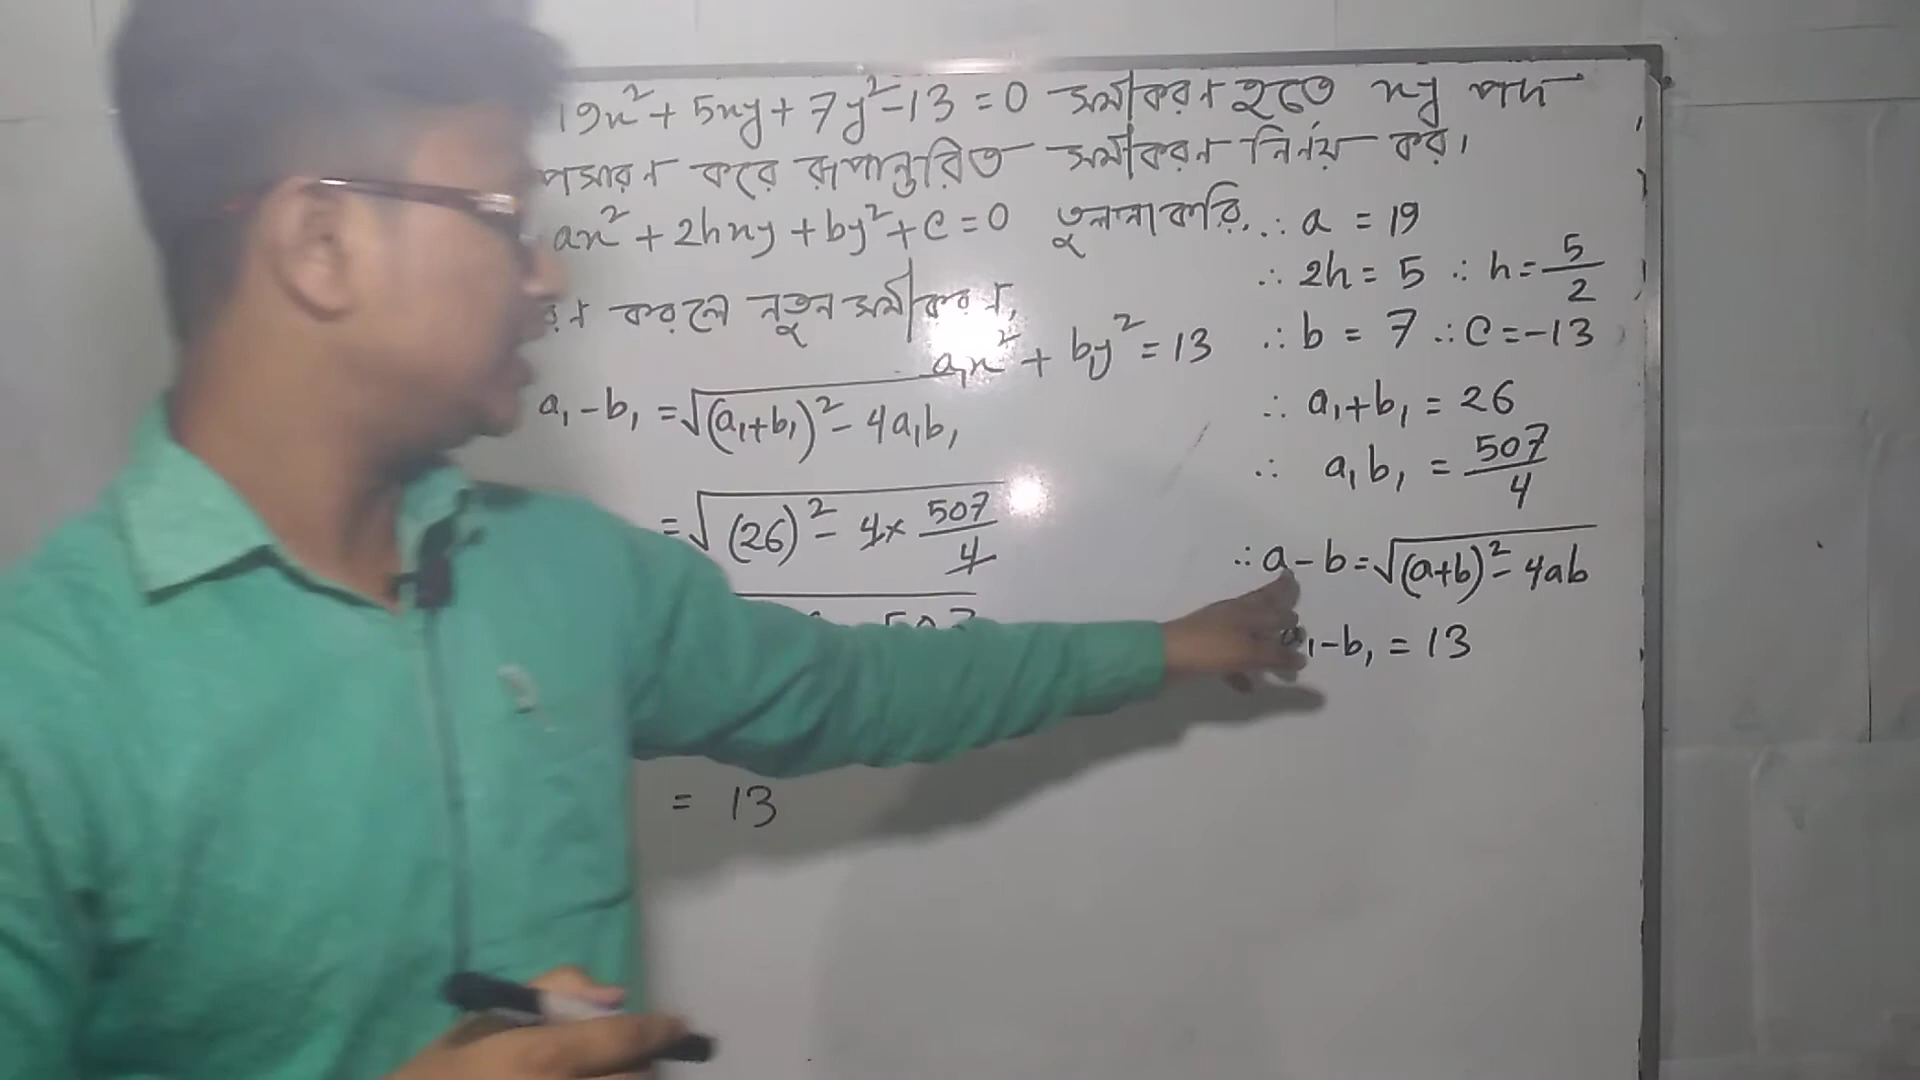 19x² + 5xy + 7y² - 13 = 0 সমীকরণ হতে xy পদ
পসারণ করে রূপান্তরিত সমীকরণ নির্ণয় কর।
ax² + 2hxy + by² + c = 0 তুলনা করি, ∴ a = 19
∴ 2h = 5 ∴ h = 5/2
রণ করলে নতুন সমীকরণ,
a₁x² + b₁y² = 13
∴ b = 7 ∴ c = -13
a₁ - b₁ = √((a₁+b₁)² - 4a₁b₁)
= √((26)² - 4 × 507/4)
= 13
∴ a₁ + b₁ = 26
∴ a₁b₁ = 507/4
∴ a - b = √((a+b)² - 4ab)
a₁ - b₁ = 13